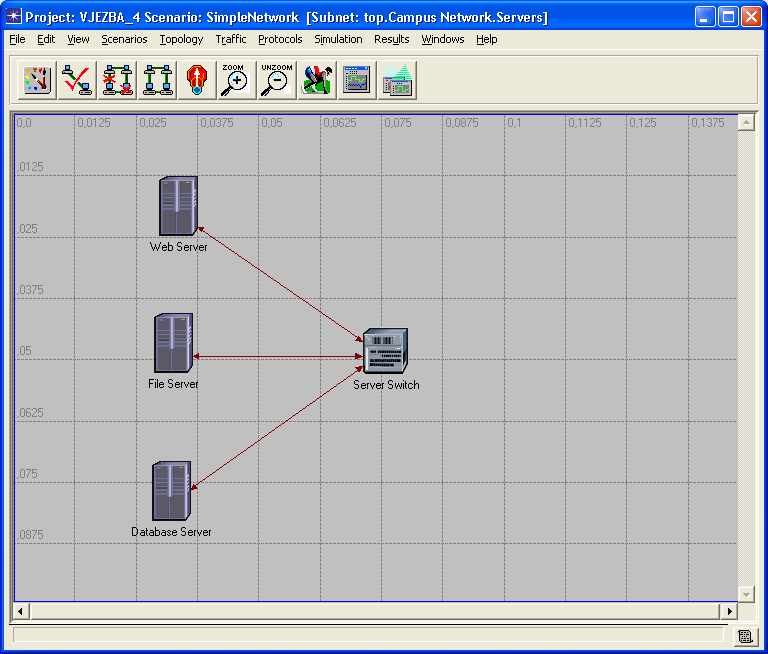 Project: VJEZBA_4 Scenario: SimpleNetwork [Subnet: top.Campus Network.Servers]
File Edit View Scenarios Topology Traffic Protocols Simulation Results Windows Help
ZOOM UNZOOM
0,0 0,0125 0,025 0,0375 0,05 0,0625 0,075 0,0875 0,1 0,1125 0,125 0,1375
,0125
,025
Web Server
,0375
,05
File Server
Server Switch
,0625
,075
Database Server
,0875